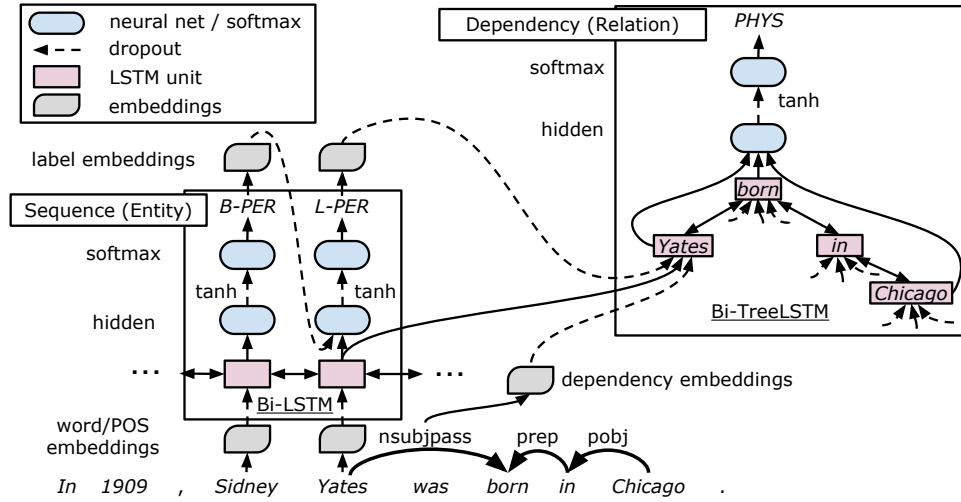 neural net / softmax
dropout
LSTM unit
embeddings
label embeddings
Sequence (Entity)
B-PER L-PER
softmax
tanh tanh
hidden
... ...
Bi-LSTM
word/POS
embeddings
dependency embeddings
nsubjpass prep pobj
In 1909 , Sidney Yates was born in Chicago .
Dependency (Relation)
PHYS
softmax
tanh
hidden
born
Yates in
Chicago
Bi-TreeLSTM